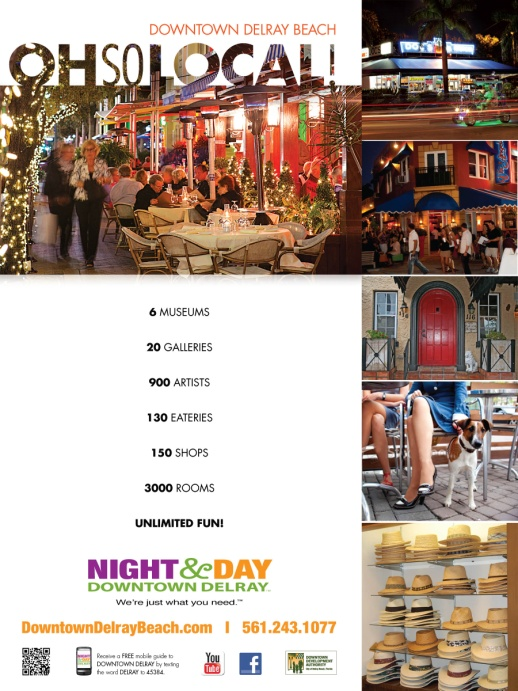 DOWNTOWN DELRAY BEACH
OH SO LOCAL!
6 MUSEUMS
20 GALLERIES
900 ARTISTS
130 EATERIES
150 SHOPS
3000 ROOMS
UNLIMITED FUN!
NIGHT & DAY
DOWNTOWN DELRAY
We're just what you need.™
DowntownDelrayBeach.com | 561.243.1077
Receive a FREE mobile guide to
DOWNTOWN DELRAY by texting
the word DELRAY to 45384.
You
Tube
f
DOWNTOWN
DEVELOPMENT
AUTHORITY